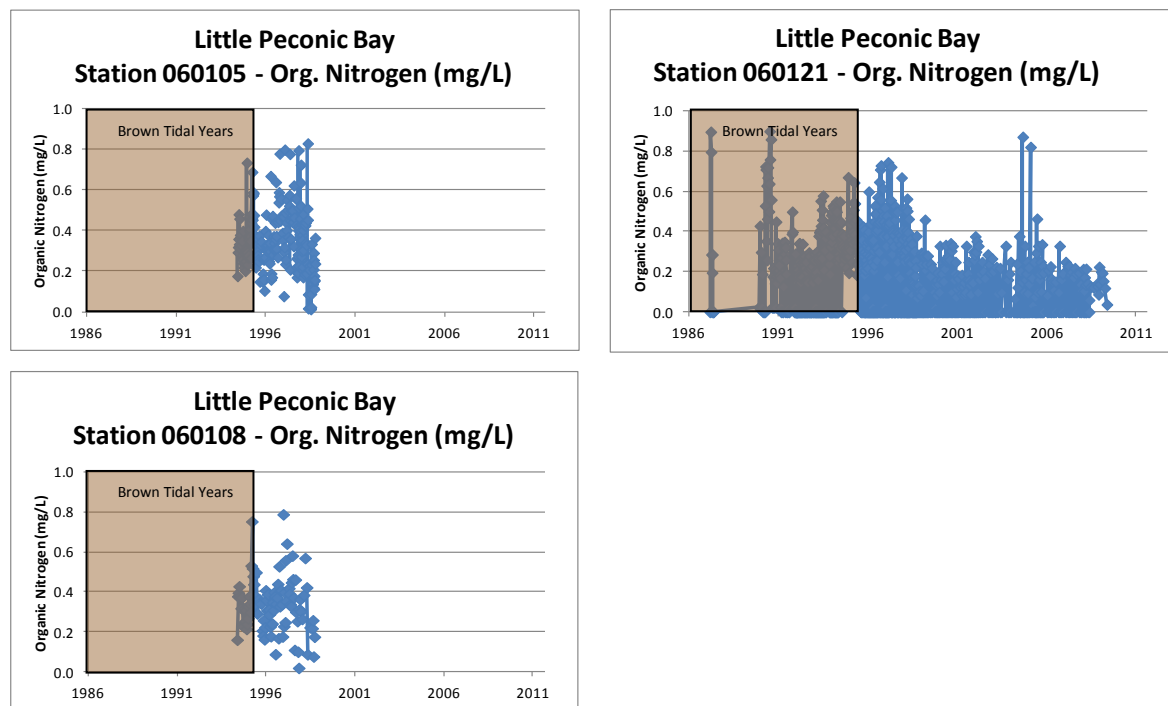 Little Peconic Bay
Station 060105 - Org. Nitrogen (mg/L)
Organic Nitrogen (mg/L)
1.0
0.8
0.6
0.4
0.2
0.0
Brown Tidal Years
1986 1991 1996 2001 2006 2011
Little Peconic Bay
Station 060121 - Org. Nitrogen (mg/L)
Organic Nitrogen (mg/L)
1.0
0.8
0.6
0.4
0.2
0.0
Brown Tidal Years
1986 1991 1996 2001 2006 2011
Little Peconic Bay
Station 060108 - Org. Nitrogen (mg/L)
Organic Nitrogen (mg/L)
1.0
0.8
0.6
0.4
0.2
0.0
Brown Tidal Years
1986 1991 1996 2001 2006 2011